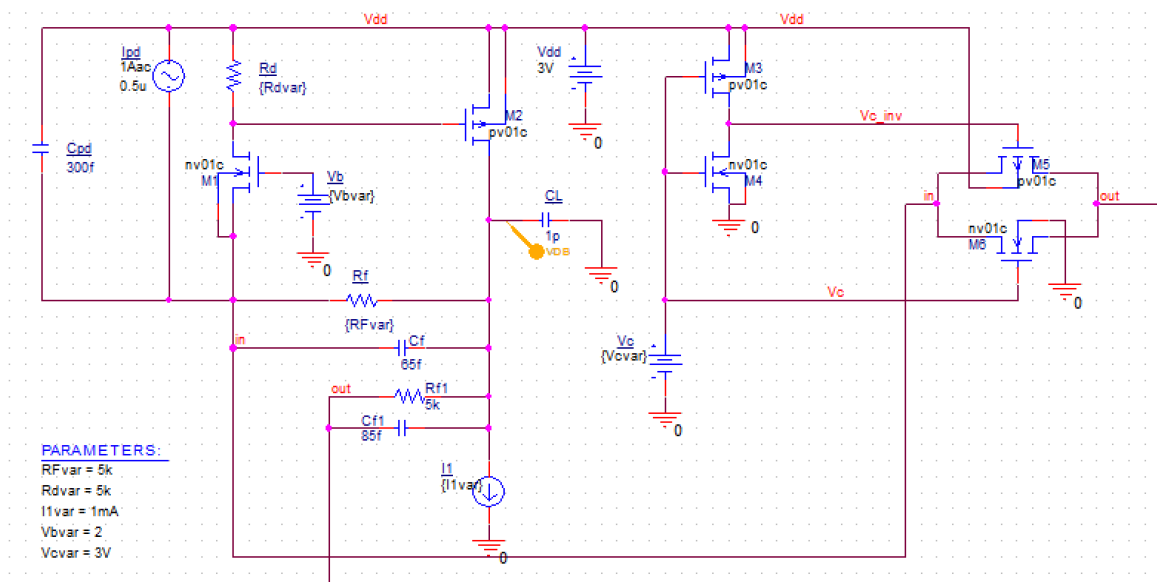 Vdd
Vdd
Ipd
1Aac
0.5u
Rd
{Rdvar}
Vdd
3V
0
M3
pv01c
M2
pv01c
Vc_inv
Cpd
300f
nv01c
M1
Vb
{Vbvar}
0
nv01c
M4
0
M5
pv01c
in
out
CL
1p
VDB
0
nv01c
M6
0
Rf
{RFvar}
Vc
in
Cf
65f
Vc
{Vcvar}
0
out
Rf1
5k
Cf1
85f
I1
{I1var}
0
PARAMETERS:
RFvar = 5k
Rdvar = 5k
I1var = 1mA
Vbvar = 2
Vcvar = 3V